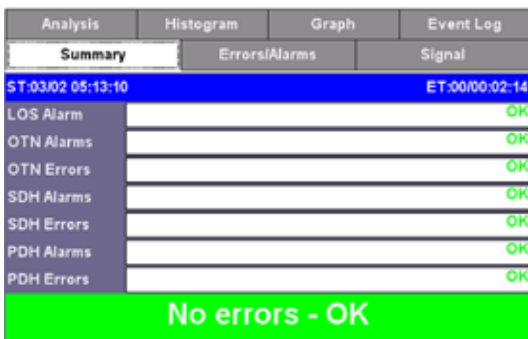 Analysis Histogram Graph Event Log
Summary Errors/Alarms Signal
ST:03/02 05:13:10 ET:00/00:02:14
LOS Alarm OK
OTN Alarms OK
OTN Errors OK
SDH Alarms OK
SDH Errors OK
PDH Alarms OK
PDH Errors OK
No errors - OK